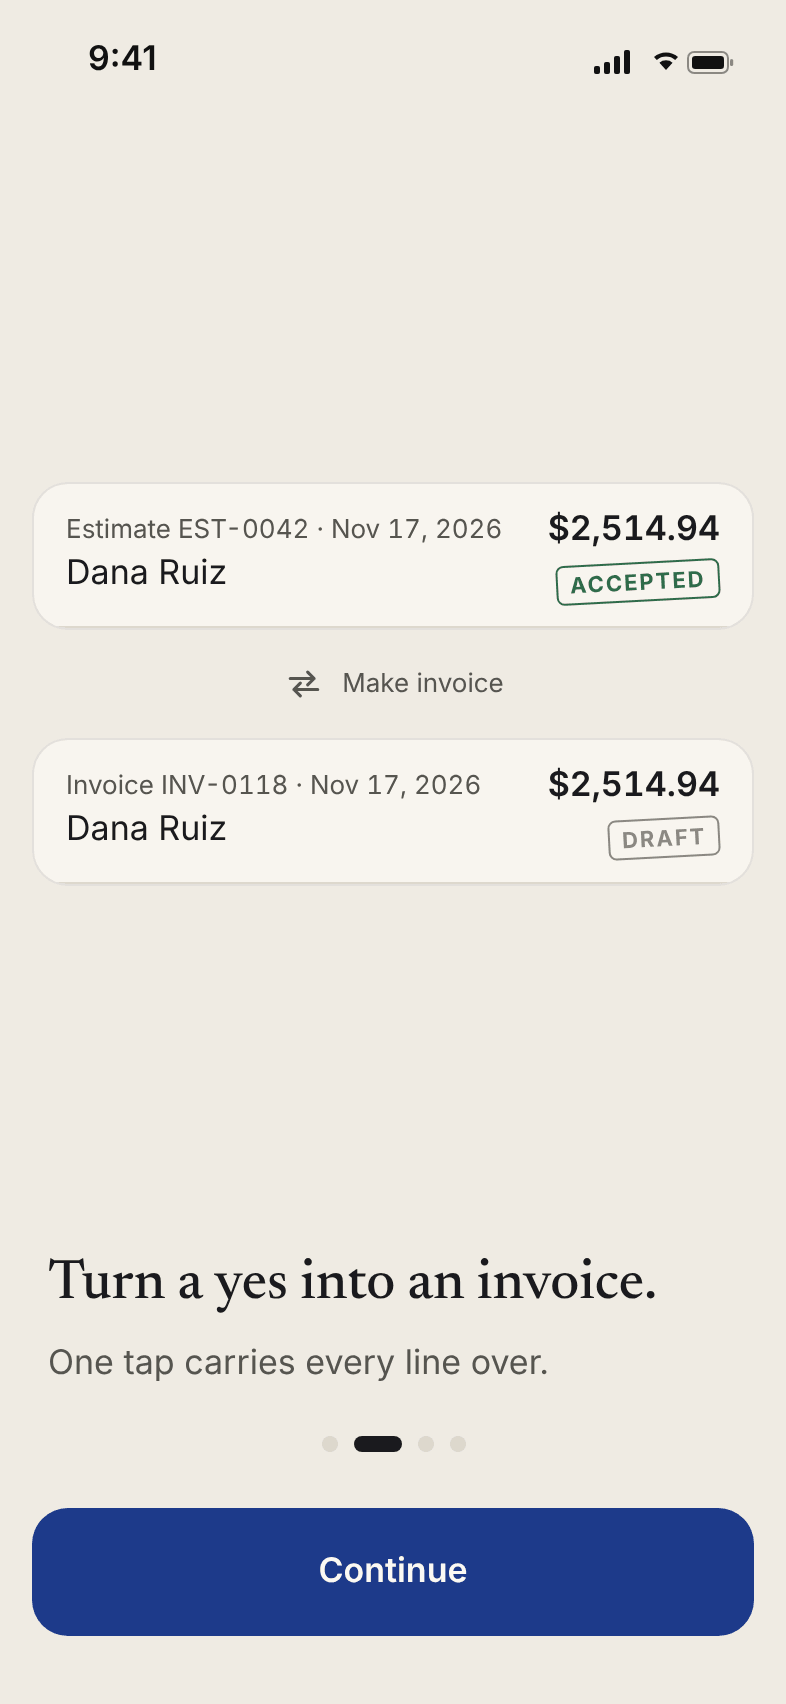 9:41
Estimate EST-0042 · Nov 17, 2026
$2,514.94
Dana Ruiz
ACCEPTED
Make invoice
Invoice INV-0118 · Nov 17, 2026
$2,514.94
Dana Ruiz
DRAFT
Turn a yes into an invoice.
One tap carries every line over.
Continue